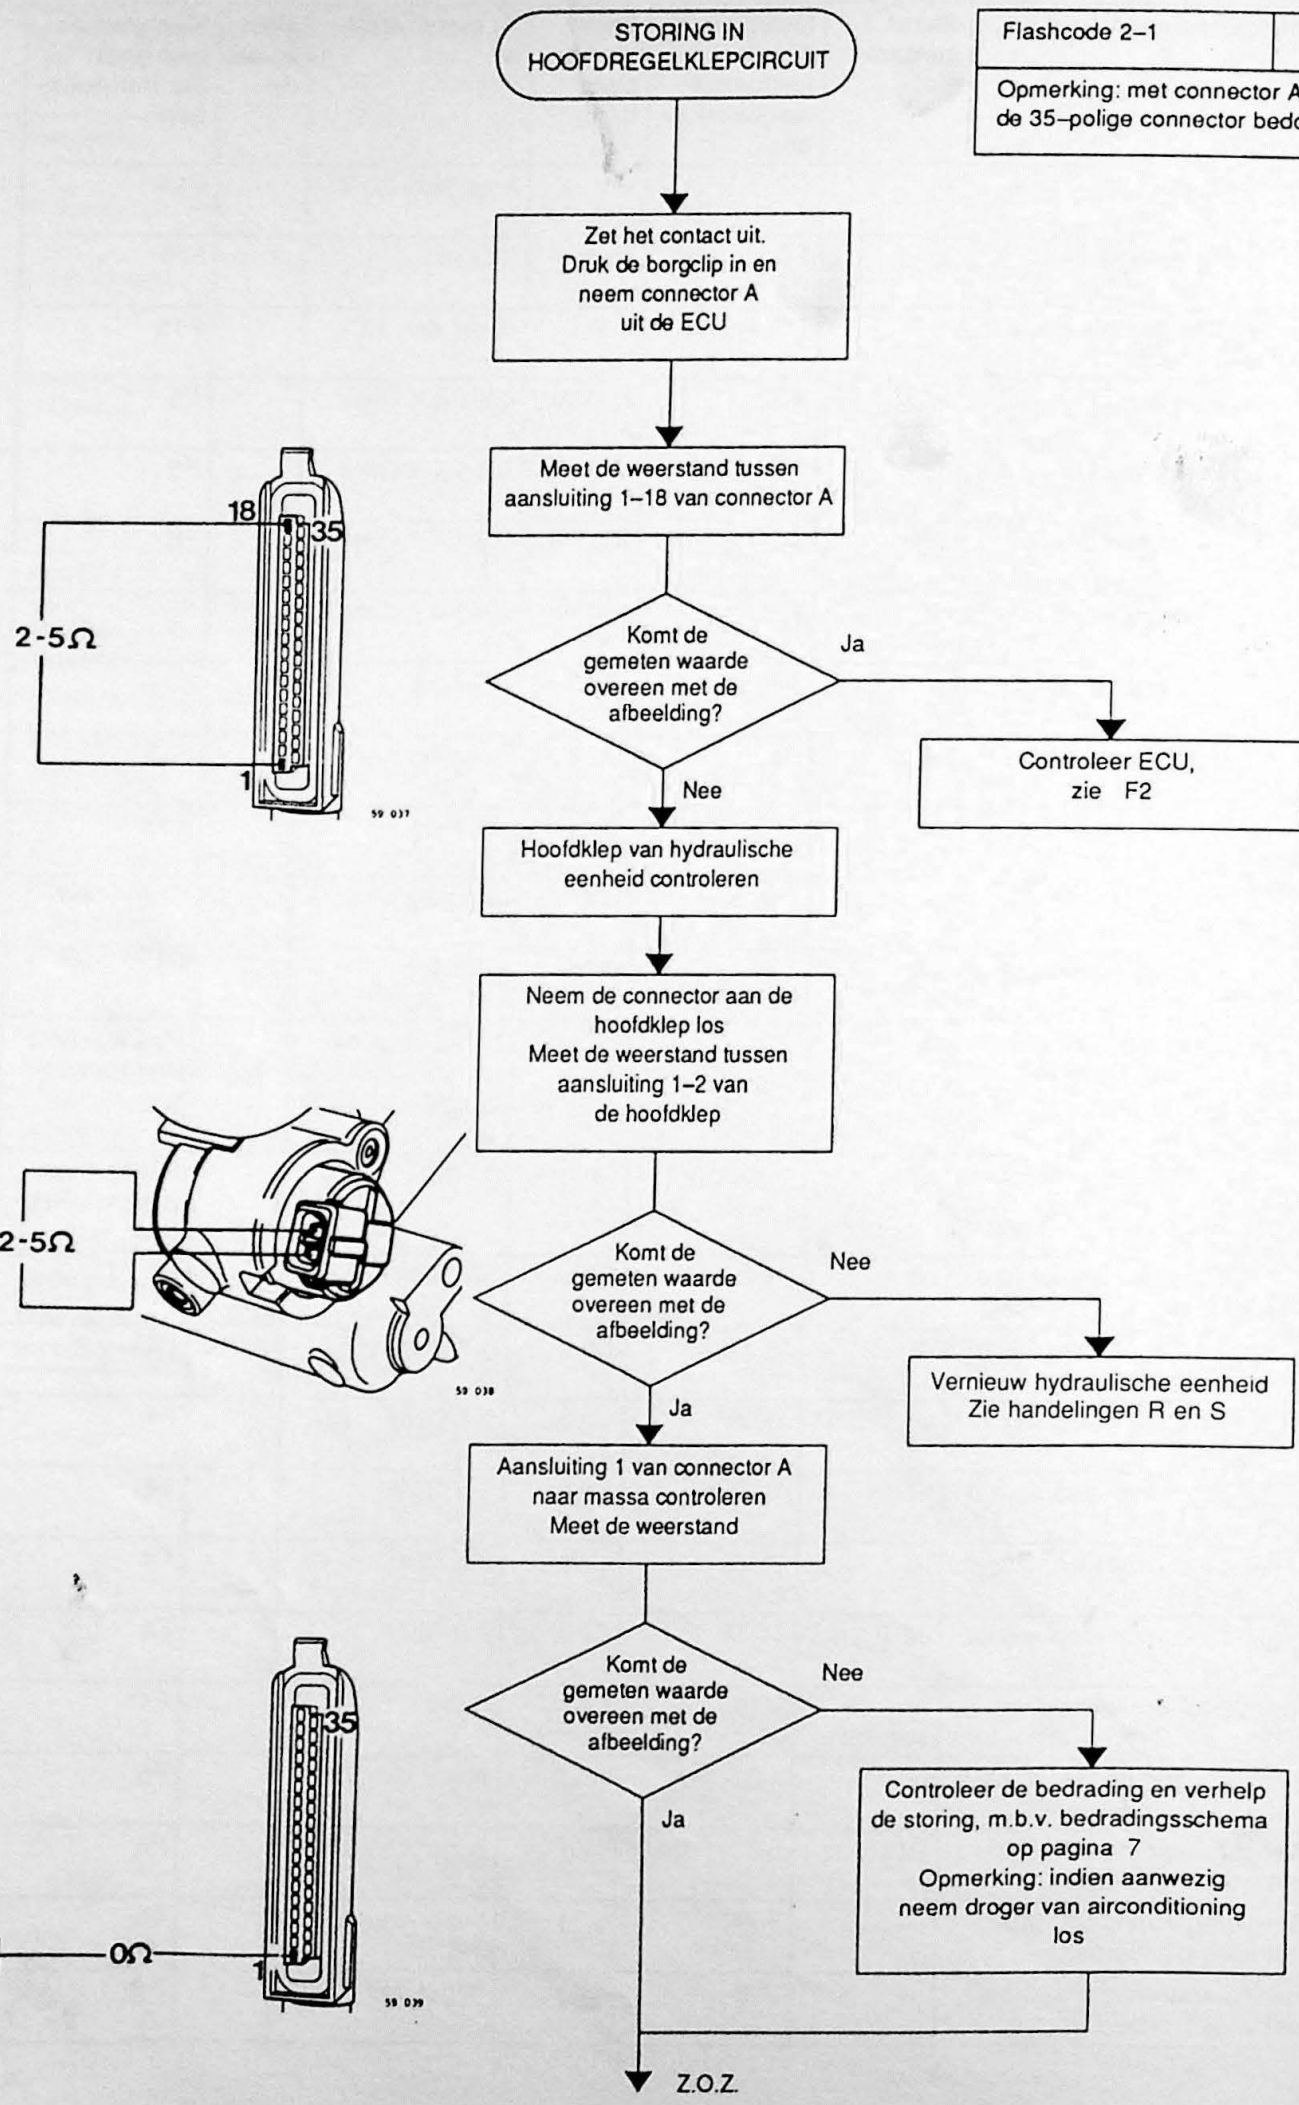 STORING IN
HOOFDREGELKLEPCIRCUIT
Flashcode 2–1
Opmerking: met connector A
de 35–polige connector
Zet het contact uit.
Druk de borgclip in en
neem connector A
uit de ECU
Meet de weerstand tussen
aansluiting 1–18 van connector A
18
35
2-5Ω
1
59 037
Komt de
gemeten waarde
overeen met de
afbeelding?
Ja
Nee
Controleer ECU,
zie F2
Hoofdklep van hydraulische
eenheid controleren
Neem de connector aan de
hoofdklep los
Meet de weerstand tussen
aansluiting 1–2 van
de hoofdklep
2-5Ω
59 038
Komt de
gemeten waarde
overeen met de
afbeelding?
Nee
Ja
Vernieuw hydraulische eenheid
Zie handelingen R en S
Aansluiting 1 van connector A
naar massa controleren
Meet de weerstand
35
0Ω
1
59 039
Komt de
gemeten waarde
overeen met de
afbeelding?
Nee
Ja
Controleer de bedrading en verhelp
de storing, m.b.v. bedradingsschema
op pagina 7
Opmerking: indien aanwezig
neem droger van airconditioning
los
Z.O.Z.